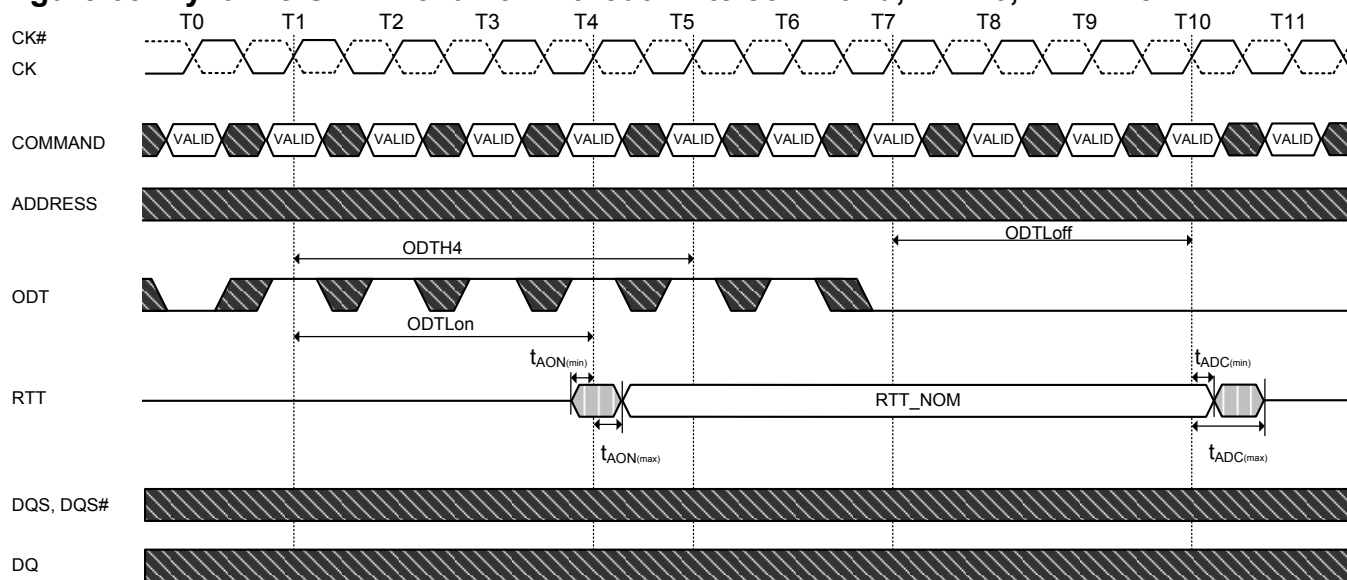 T0 T1 T2 T3 T4 T5 T6 T7 T8 T9 T10 T11
CK#
CK
COMMAND VALID VALID VALID VALID VALID VALID VALID VALID VALID VALID VALID VALID
ADDRESS
ODTLoff
ODTH4
ODT
ODTLon
tAON(min) tADC(min)
RTT RTT_NOM
tAON(max) tADC(max)
DQS, DQS#
DQ